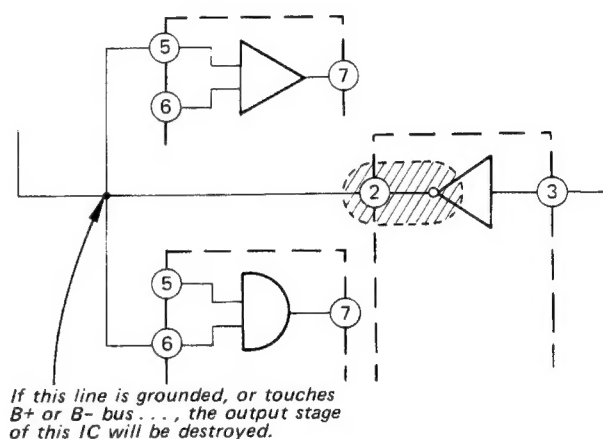 5
7
6
2
3
5
7
6
If this line is grounded, or touches
B+ or B- bus . . . , the output stage
of this IC will be destroyed.